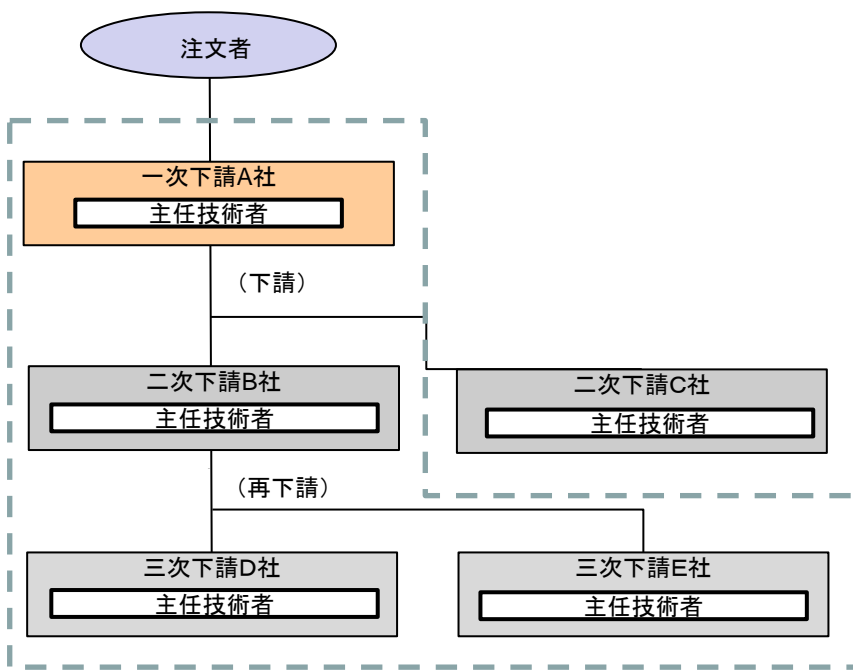 注文者
一次下請A社
主任技術者
（下請）
二次下請B社
主任技術者
二次下請C社
主任技術者
（再下請）
三次下請D社
主任技術者
三次下請E社
主任技術者